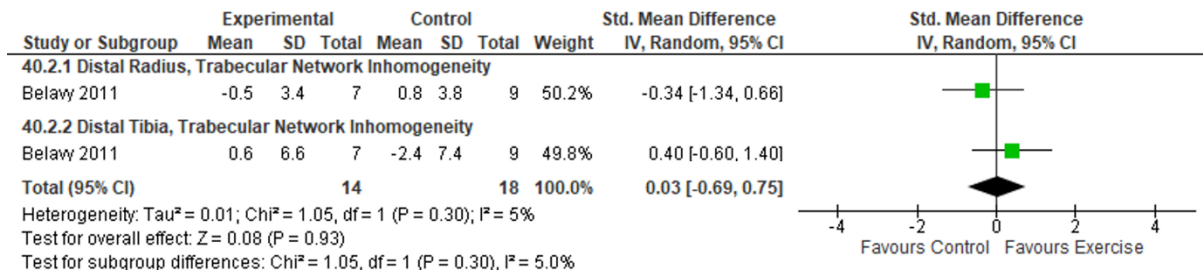 Experimental Control Std. Mean Difference Std. Mean Difference
Study or Subgroup Mean SD Total Mean SD Total Weight IV, Random, 95% CI IV, Random, 95% CI
40.2.1 Distal Radius, Trabecular Network Inhomogeneity
Belavy 2011 -0.5 3.4 7 0.8 3.8 9 50.2% -0.34 [-1.34, 0.66]
40.2.2 Distal Tibia, Trabecular Network Inhomogeneity
Belavy 2011 0.6 6.6 7 -2.4 7.4 9 49.8% 0.40 [-0.60, 1.40]
Total (95% CI) 14 18 100.0% 0.03 [-0.69, 0.75]
Heterogeneity: Tau² = 0.01; Chi² = 1.05, df = 1 (P = 0.30); I² = 5%
Test for overall effect: Z = 0.08 (P = 0.93)
Test for subgroup differences: Chi² = 1.05, df = 1 (P = 0.30), I² = 5.0%
-4 -2 0 2 4
Favours Control Favours Exercise